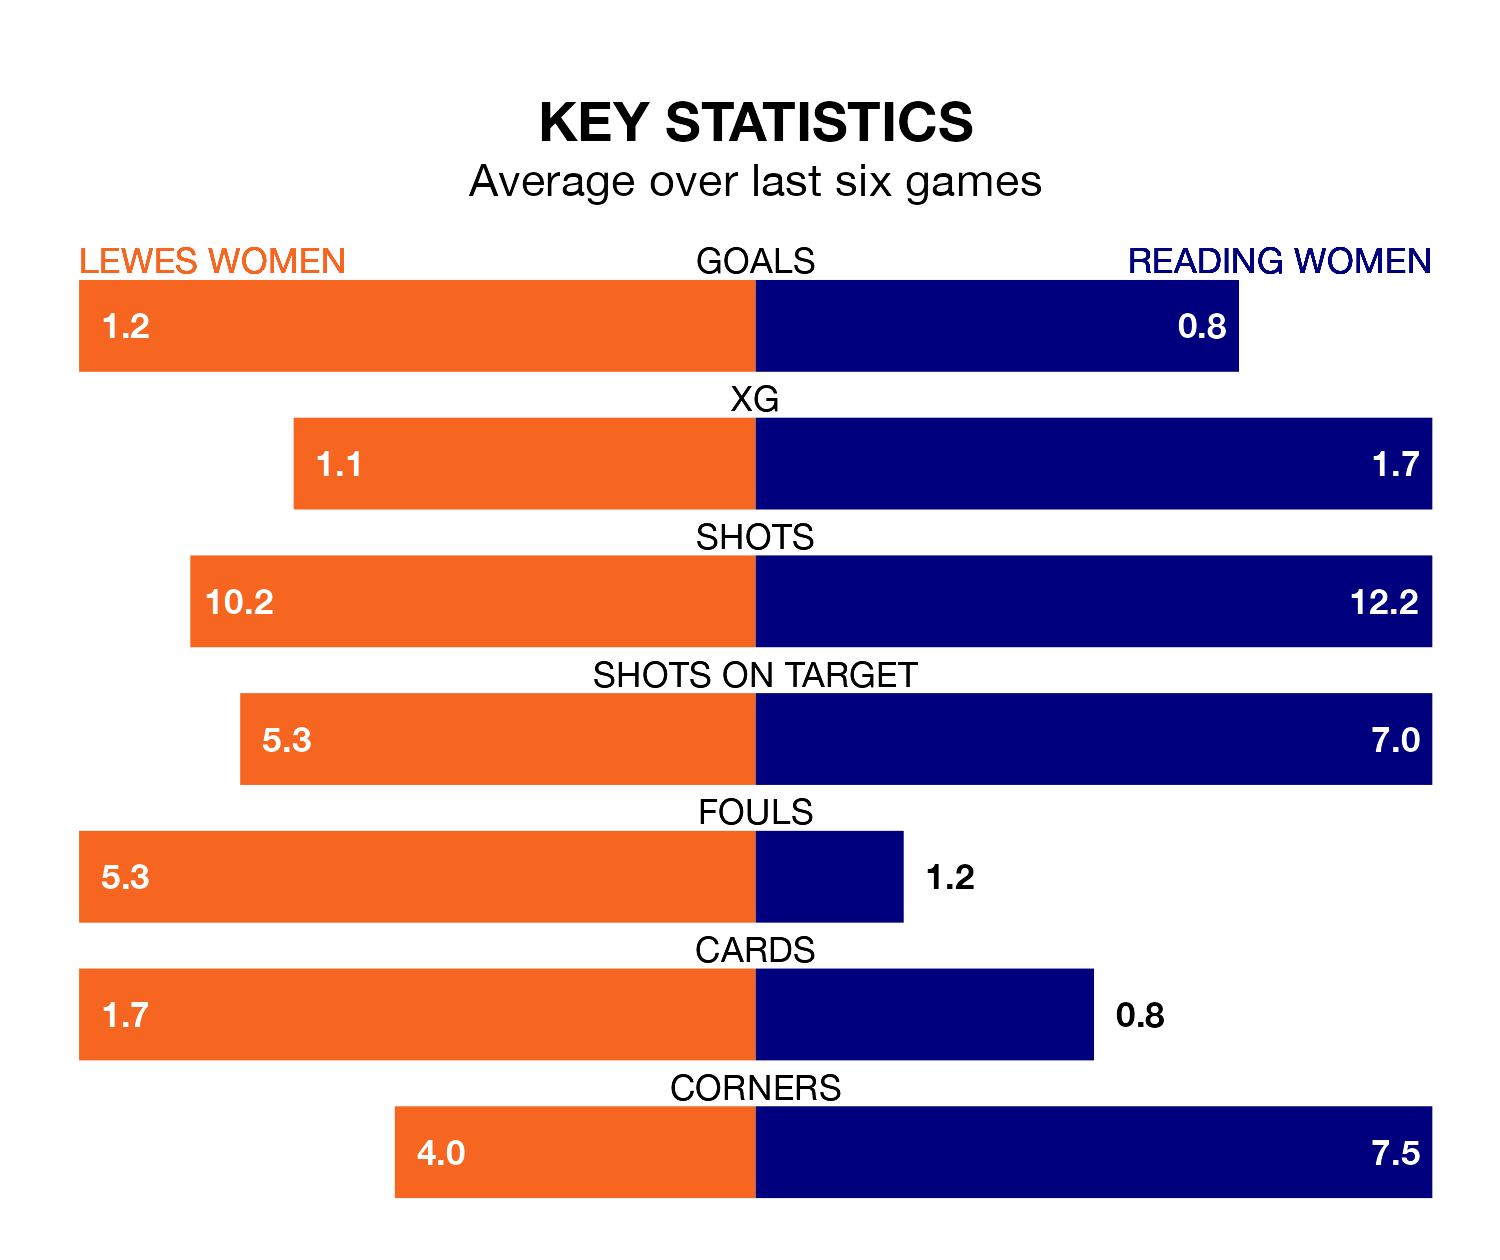 KEY STATISTICS
Average over last six games
LEWES WOMEN GOALS READING WOMEN
1.2 0.8
XG
1.1 1.7
SHOTS
10.2 12.2
SHOTS ON TARGET
5.3 7.0
FOULS
5.3 1.2
CARDS
1.7 0.8
CORNERS
4.0 7.5